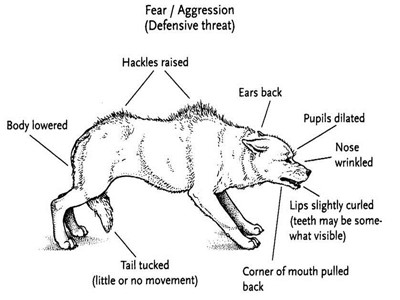 Fear / Aggression
(Defensive threat)
Hackles raised
Ears back
Pupils dilated
Body lowered
Nose
wrinkled
Lips slightly curled
(teeth may be some-
what visible)
Tail tucked
(little or no movement)
Corner of mouth pulled
back